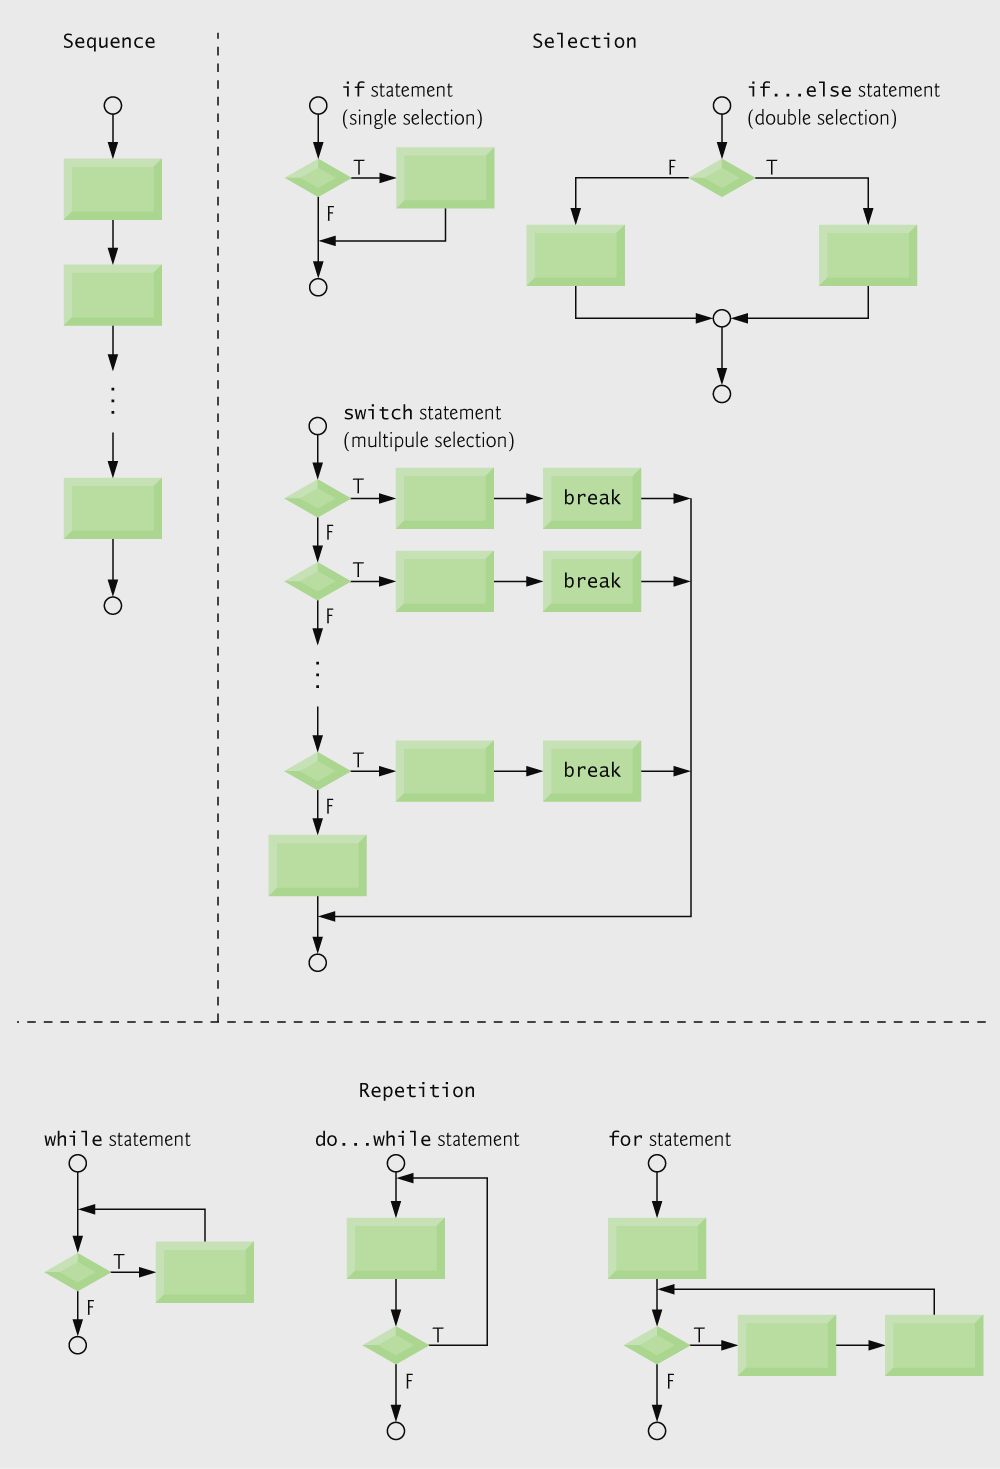 Sequence
Selection
if statement
(single selection)
T
F
if...else statement
(double selection)
F
T
switch statement
(multipule selection)
T
break
F
T
break
F
T
break
F
Repetition
while statement
T
F
do...while statement
T
F
for statement
T
F